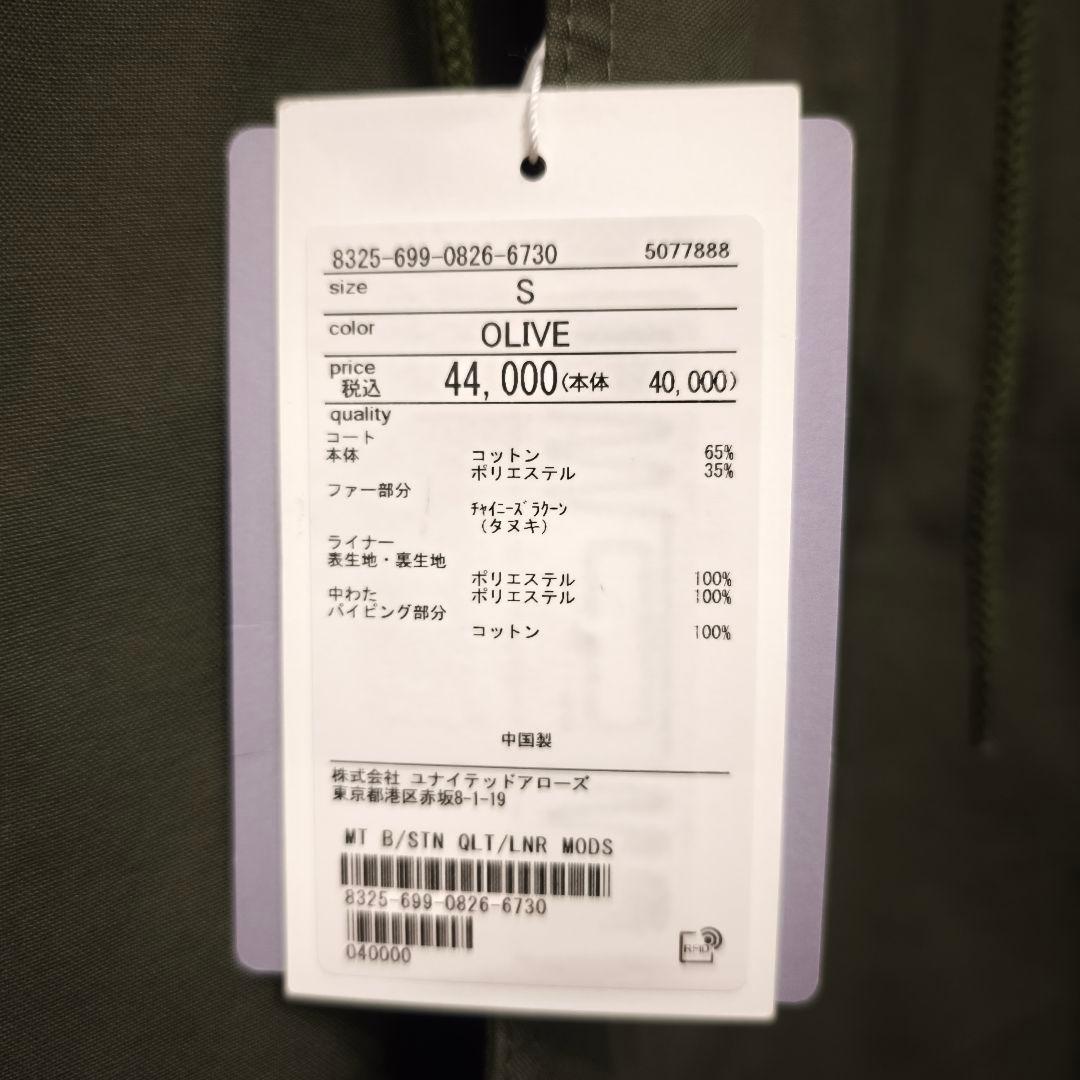 8325-699-0826-6730 5077888
size S
color OLIVE
price
税込 44,000(本体 40,000)
quality
コート
本体 コットン 65%
ポリエステル 35%
ファー部分
チャイニーズラクーン
(タヌキ)
ライナー
表生地・裏生地
ポリエステル 100%
中わた ポリエステル 100%
パイピング部分
コットン 100%
中国製
株式会社 ユナイテッドアローズ
東京都港区赤坂8-1-19
MT B/STN QLT/LNR MODS
8325-699-0826-6730
040000
RFID